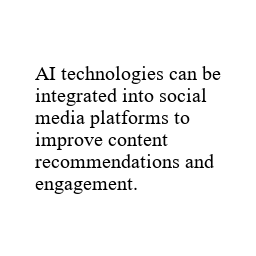 AI technologies can be
integrated into social
media platforms to
improve content
recommendations and
engagement.